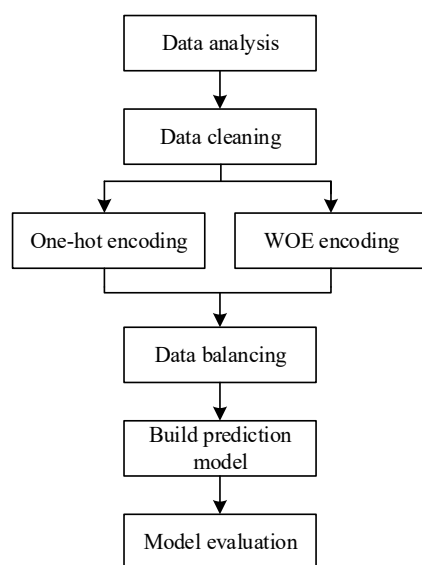 Data analysis
Data cleaning
One-hot encoding
WOE encoding
Data balancing
Build prediction
model
Model evaluation